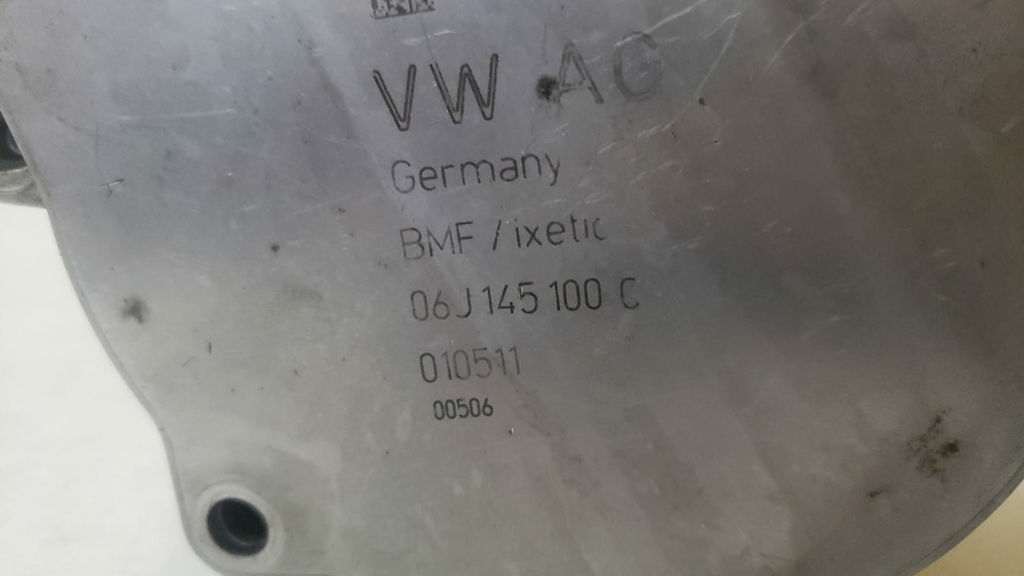 VW AG
Germany
BMF / ixetic
06J 145 100 C
010511
00506